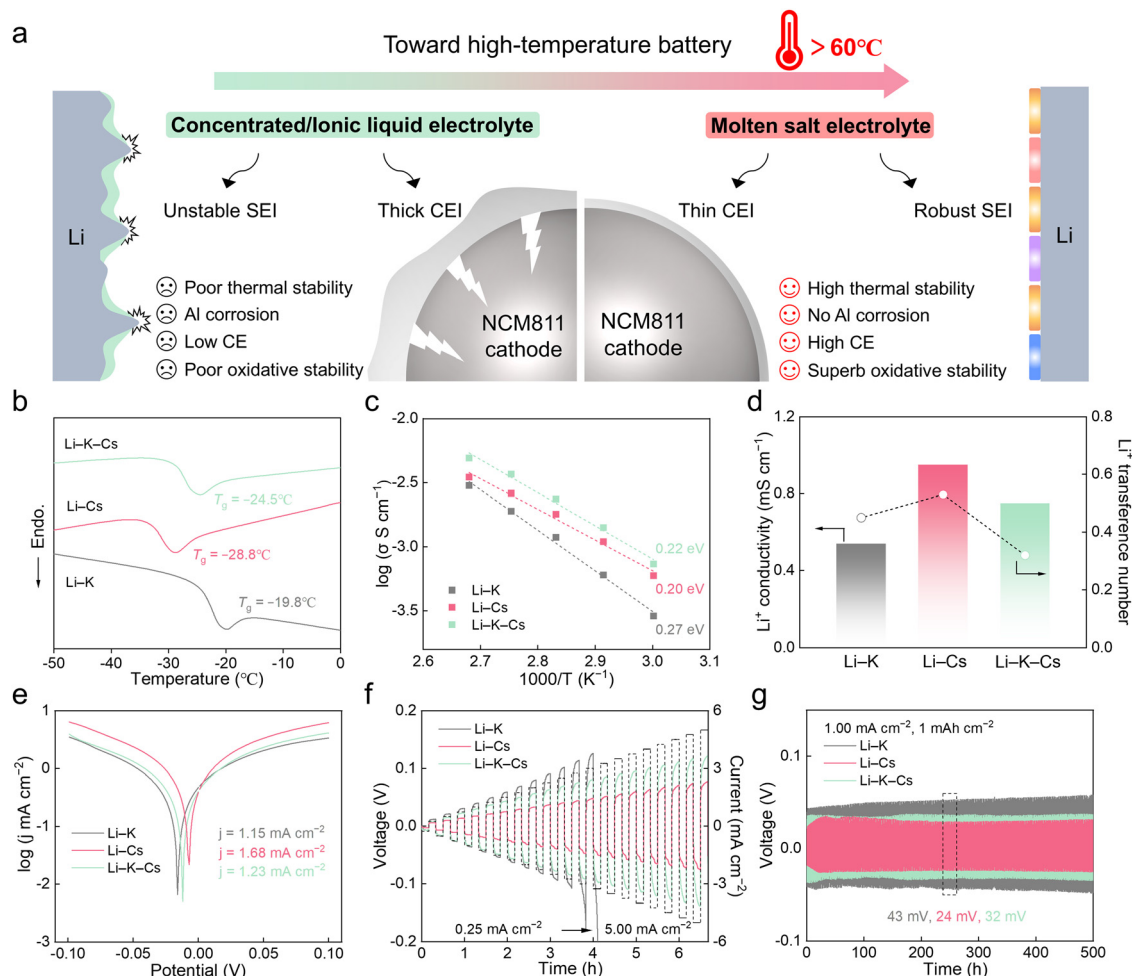 a
Toward high-temperature battery
> 60℃
Concentrated/Ionic liquid electrolyte
Molten salt electrolyte
Unstable SEI
Thick CEI
Thin CEI
Robust SEI
Li
Li
Poor thermal stability
Al corrosion
Low CE
Poor oxidative stability
NCM811
cathode
NCM811
cathode
High thermal stability
No Al corrosion
High CE
Superb oxidative stability
b
Endo.
Li–K–Cs
Tg = −24.5℃
Li–Cs
Tg = −28.8℃
Li–K
Tg = −19.8℃
-50 -40 -30 -20 -10 0
Temperature (℃)
c
log (σ S cm⁻¹)
-2.0
-2.5
-3.0
-3.5
0.22 eV
0.20 eV
0.27 eV
Li–K
Li–Cs
Li–K–Cs
2.6 2.7 2.8 2.9 3.0 3.1
1000/T (K⁻¹)
d
Li⁺ conductivity (mS cm⁻¹)
1.2
0.8
0.4
0.0
0.8
0.6
0.4
0.2
0.0
Li⁺ transference number
Li–K Li–Cs Li–K–Cs
e
log (j mA cm⁻²)
1
0
-1
-2
-3
Li–K
Li–Cs
Li–K–Cs
j = 1.15 mA cm⁻²
j = 1.68 mA cm⁻²
j = 1.23 mA cm⁻²
-0.10 -0.05 0.00 0.05 0.10
Potential (V)
f
Voltage (V)
0.2
0.1
0.0
-0.1
-0.2
Li–K
Li–Cs
Li–K–Cs
0.25 mA cm⁻²
5.00 mA cm⁻²
6
3
0
-3
-6
Current (mA cm⁻²)
0 1 2 3 4 5 6
Time (h)
g
Voltage (V)
0.1
0.0
-0.1
1.00 mA cm⁻², 1 mAh cm⁻²
Li–K
Li–Cs
Li–K–Cs
43 mV, 24 mV, 32 mV
0 100 200 300 400 500
Time (h)